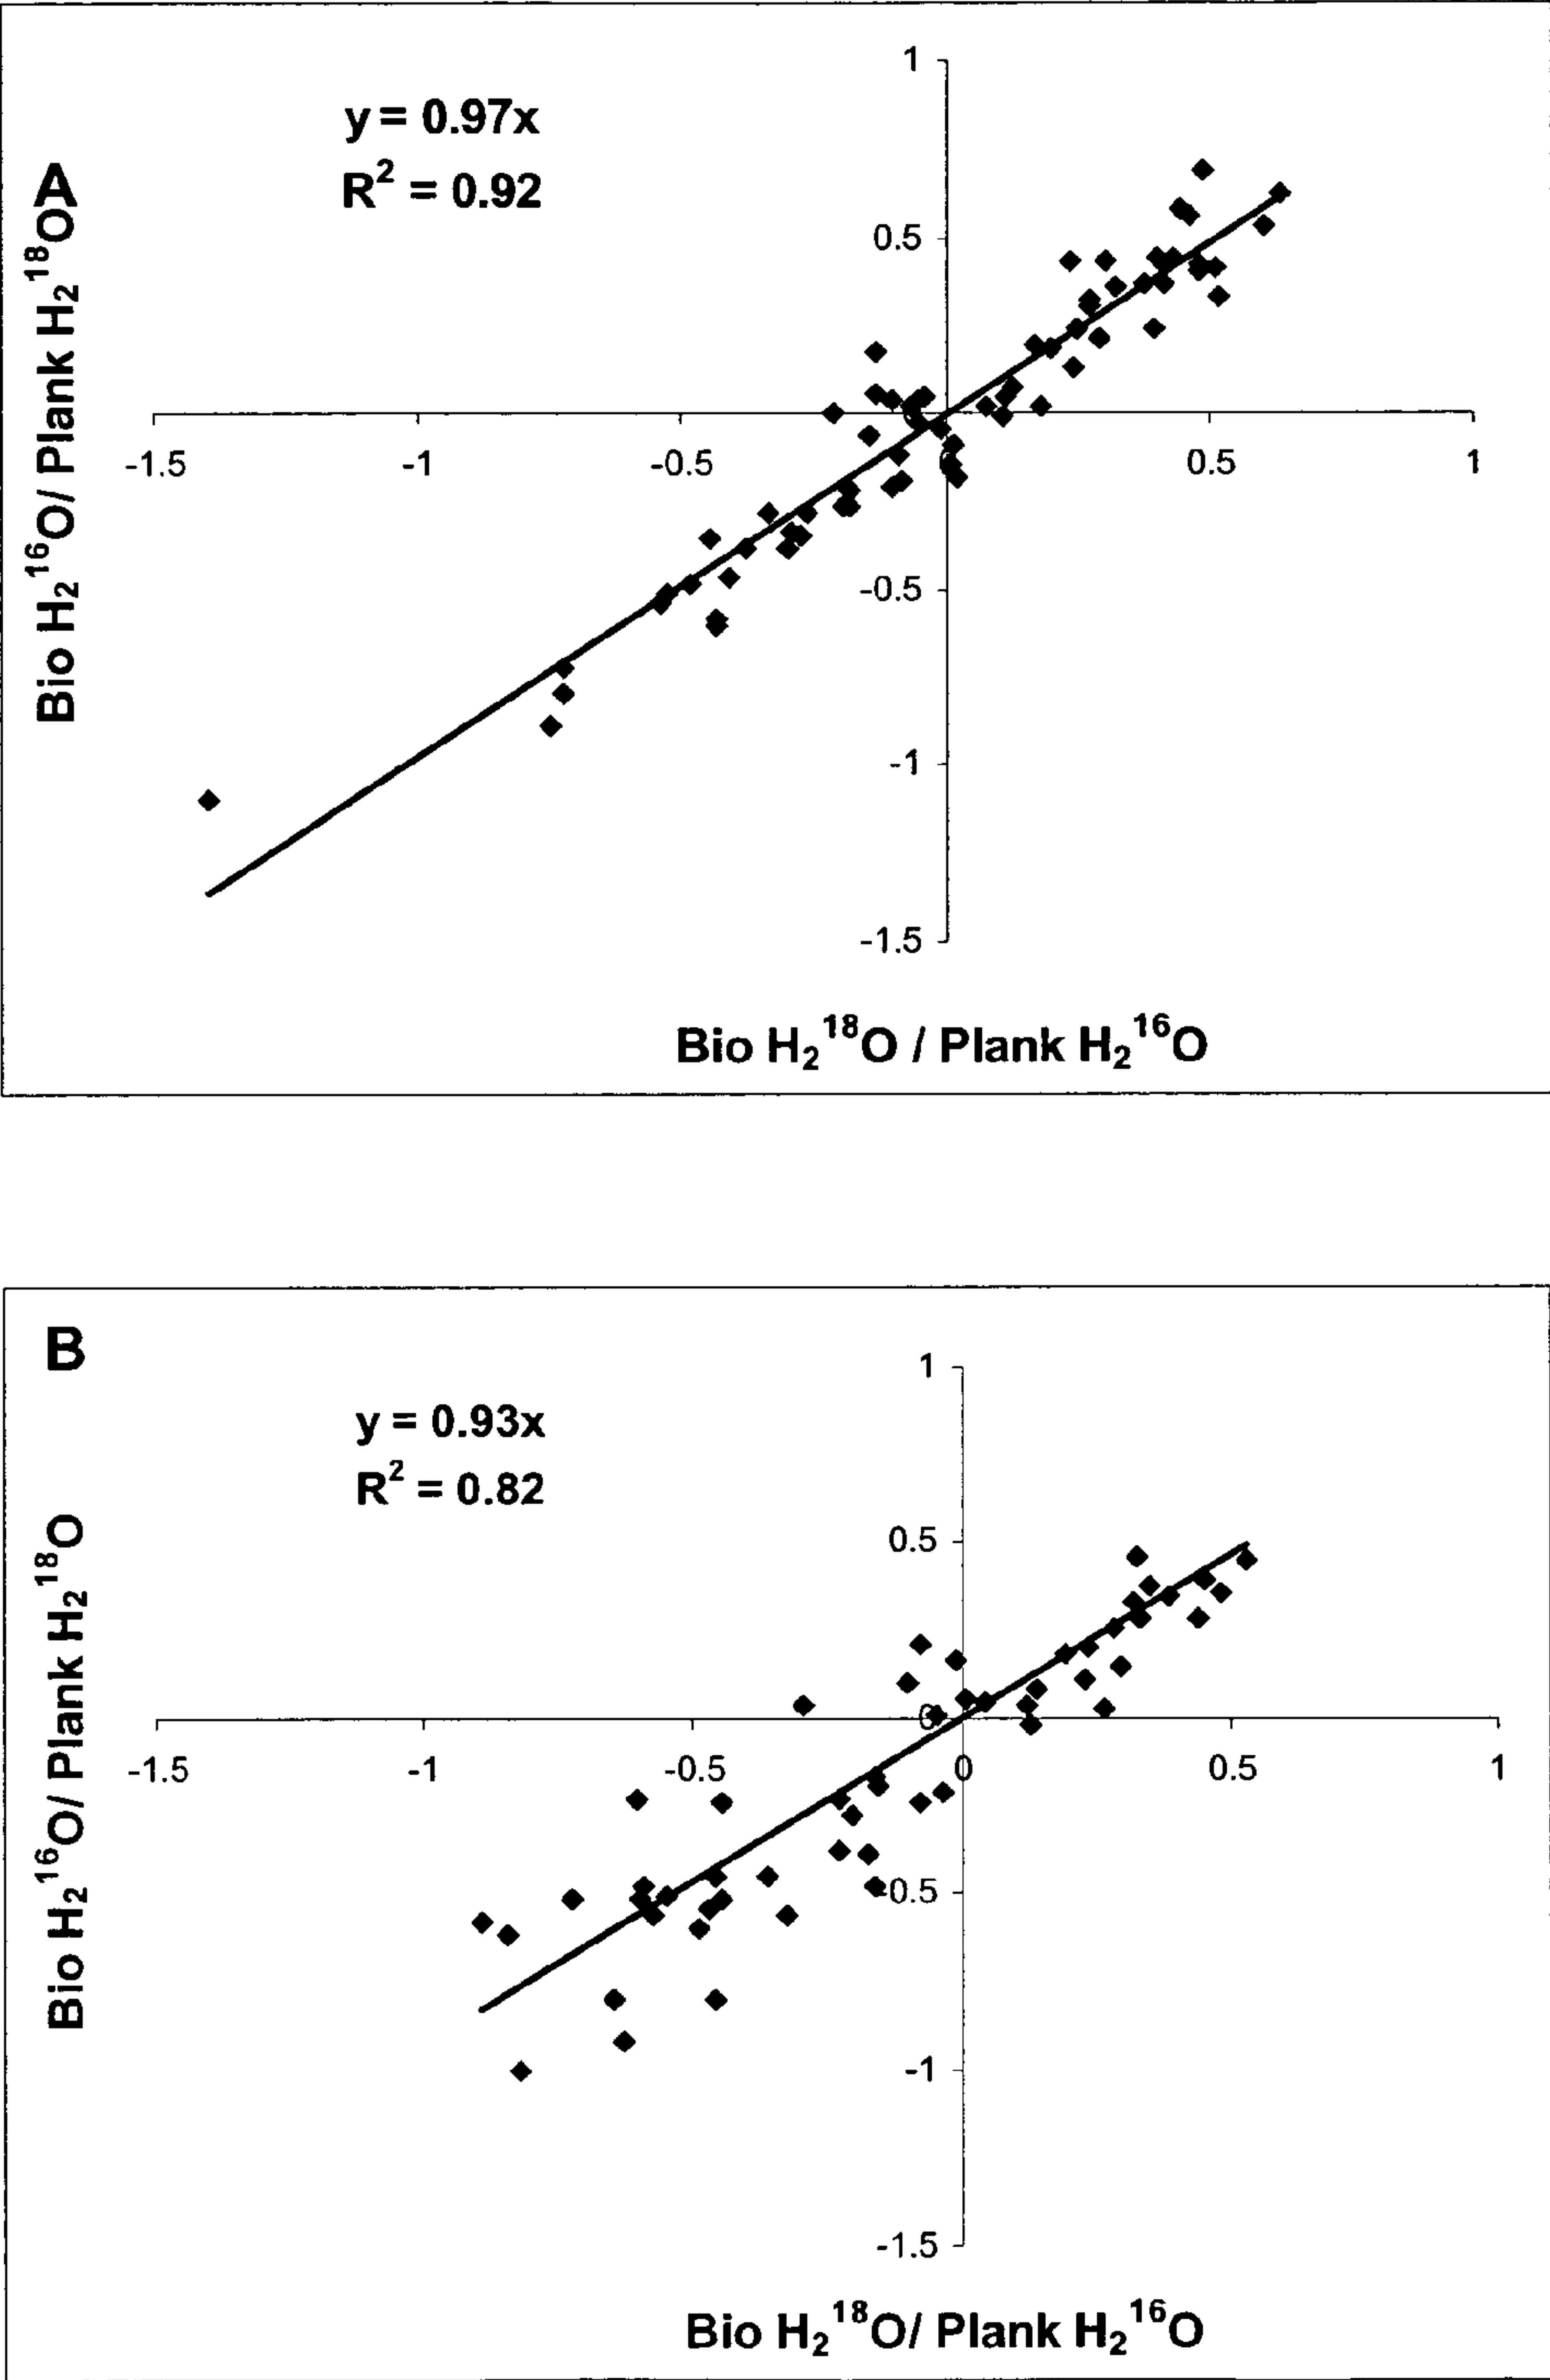 A
y = 0.97x
R² = 0.92
1
0.5
0
-0.5
-1
-1.5
-1.5
-1
-0.5
0
0.5
1
Bio H₂¹⁶O/ Plank H₂¹⁸O
Bio H₂¹⁸O / Plank H₂¹⁶O
B
y = 0.93x
R² = 0.82
1
0.5
0
-0.5
-1
-1.5
-1.5
-1
-0.5
0
0.5
1
Bio H₂¹⁶O/ Plank H₂¹⁸O
Bio H₂¹⁸O/ Plank H₂¹⁶O